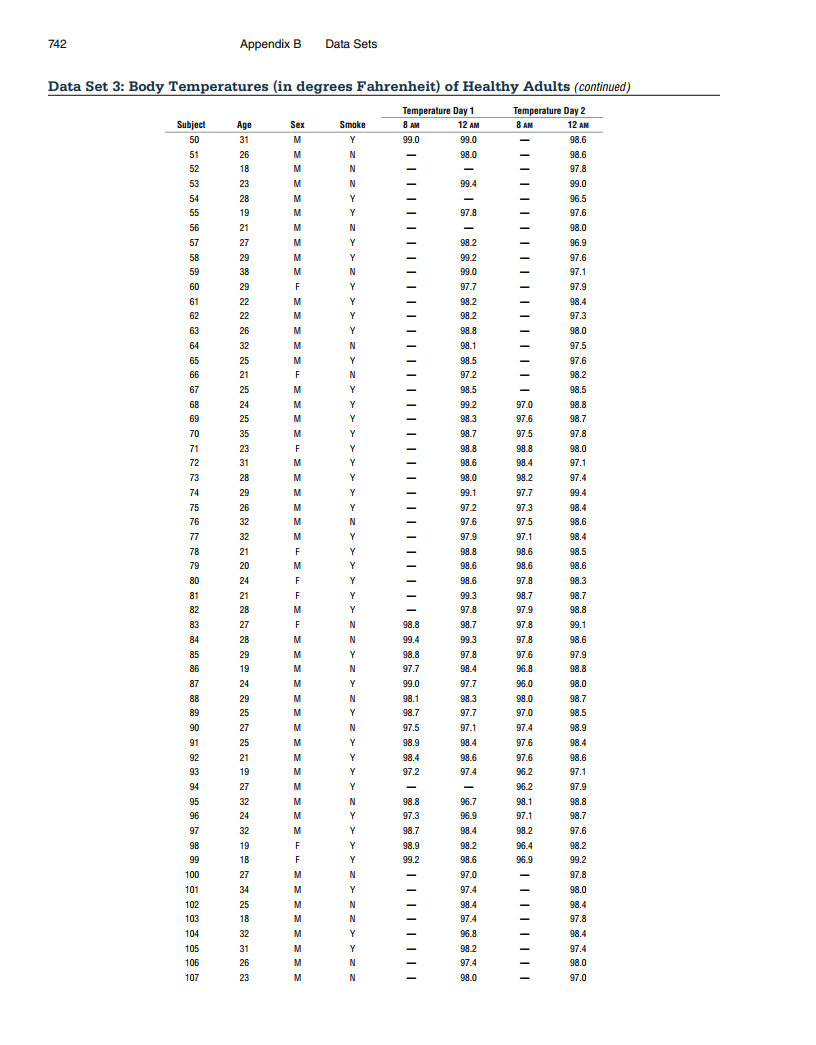 742 Appendix B Data Sets
Data Set 3: Body Temperatures (in degrees Fahrenheit) of Healthy Adults (continued)
Temperature Day 1 Temperature Day 2
Subject Age Sex Smoke 8 AM 12 AM 8 AM 12 AM
50 31 M Y 99.0 99.0 — 98.6
51 26 M N — 98.0 — 98.6
52 18 M N — — — 97.8
53 23 M N — 99.4 — 99.0
54 28 M Y — — — 96.5
55 19 M Y — 97.8 — 97.6
56 21 M N — — — 98.0
57 27 M Y — 98.2 — 96.9
58 29 M Y — 99.2 — 97.6
59 38 M N — 99.0 — 97.1
60 29 F Y — 97.7 — 97.9
61 22 M Y — 98.2 — 98.4
62 22 M Y — 98.2 — 97.3
63 26 M Y — 98.8 — 98.0
64 32 M N — 98.1 — 97.5
65 25 M Y — 98.5 — 97.6
66 21 F N — 97.2 — 98.2
67 25 M Y — 98.5 — 98.5
68 24 M Y — 99.2 97.0 98.8
69 25 M Y — 98.3 97.6 98.7
70 35 M Y — 98.7 97.5 97.8
71 23 F Y — 98.8 98.8 98.0
72 31 M Y — 98.6 98.4 97.1
73 28 M Y — 98.0 98.2 97.4
74 29 M Y — 99.1 97.7 99.4
75 26 M Y — 97.2 97.3 98.4
76 32 M N — 97.6 97.5 98.6
77 32 M Y — 97.9 97.1 98.4
78 21 F Y — 98.8 98.6 98.5
79 20 M Y — 98.6 98.6 98.6
80 24 F Y — 98.6 97.8 98.3
81 21 F Y — 99.3 98.7 98.7
82 28 M Y — 97.8 97.9 98.8
83 27 F N 98.8 98.7 97.8 99.1
84 28 M N 99.4 99.3 97.8 98.6
85 29 M Y 98.8 97.8 97.6 97.9
86 19 M N 97.7 98.4 96.8 98.8
87 24 M Y 99.0 97.7 96.0 98.0
88 29 M N 98.1 98.3 98.0 98.7
89 25 M Y 98.7 97.7 97.0 98.5
90 27 M N 97.5 97.1 97.4 98.9
91 25 M Y 98.9 98.4 97.6 98.4
92 21 M Y 98.4 98.6 97.6 98.6
93 19 M Y 97.2 97.4 96.2 97.1
94 27 M Y — — 96.2 97.9
95 32 M N 98.8 96.7 98.1 98.8
96 24 M Y 97.3 96.9 97.1 98.7
97 32 M Y 98.7 98.4 98.2 97.6
98 19 F Y 98.9 98.2 96.4 98.2
99 18 F Y 99.2 98.6 96.9 99.2
100 27 M N — 97.0 — 97.8
101 34 M Y — 97.4 — 98.0
102 25 M N — 98.4 — 98.4
103 18 M N — 97.4 — 97.8
104 32 M Y — 96.8 — 98.4
105 31 M Y — 98.2 — 97.4
106 26 M N — 97.4 — 98.0
107 23 M N — 98.0 — 97.0